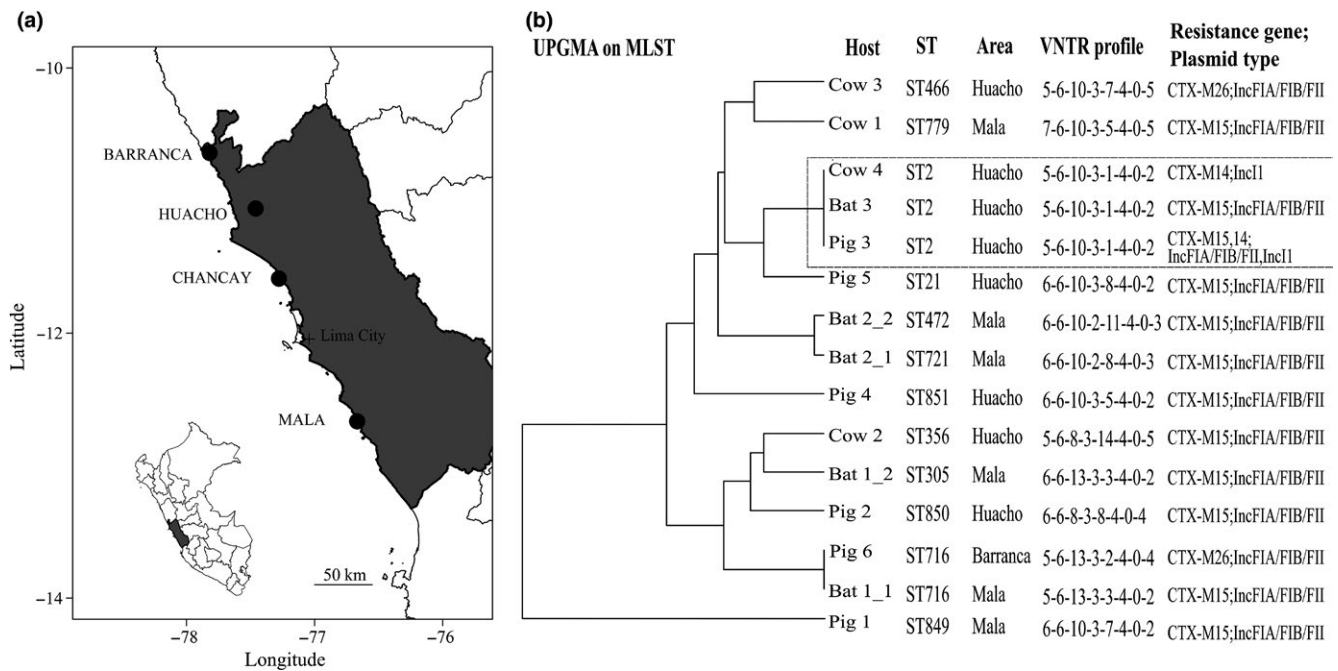 (a)
−10
−12
−14
Latitude
BARRANCA
HUACHO
CHANCAY
Lima City
MALA
50 km
−78
−77
−76
Longitude
(b)
UPGMA on MLST
Host ST Area VNTR profile Resistance gene; Plasmid type
Cow 3 ST466 Huacho 5-6-10-3-7-4-0-5 CTX-M26;IncFIA/FIB/FII
Cow 1 ST779 Mala 7-6-10-3-5-4-0-5 CTX-M15;IncFIA/FIB/FII
Cow 4 ST2 Huacho 5-6-10-3-1-4-0-2 CTX-M14;IncI1
Bat 3 ST2 Huacho 5-6-10-3-1-4-0-2 CTX-M15;IncFIA/FIB/FII
Pig 3 ST2 Huacho 5-6-10-3-1-4-0-2 CTX-M15,14; IncFIA/FIB/FII,IncI1
Pig 5 ST21 Huacho 6-6-10-3-8-4-0-2 CTX-M15;IncFIA/FIB/FII
Bat 2_2 ST472 Mala 6-6-10-2-11-4-0-3 CTX-M15;IncFIA/FIB/FII
Bat 2_1 ST721 Mala 6-6-10-2-8-4-0-3 CTX-M15;IncFIA/FIB/FII
Pig 4 ST851 Huacho 6-6-10-3-5-4-0-2 CTX-M15;IncFIA/FIB/FII
Cow 2 ST356 Huacho 5-6-8-3-14-4-0-5 CTX-M15;IncFIA/FIB/FII
Bat 1_2 ST305 Mala 6-6-13-3-3-4-0-2 CTX-M15;IncFIA/FIB/FII
Pig 2 ST850 Huacho 6-6-8-3-8-4-0-4 CTX-M15;IncFIA/FIB/FII
Pig 6 ST716 Barranca 5-6-13-3-2-4-0-4 CTX-M26;IncFIA/FIB/FII
Bat 1_1 ST716 Mala 5-6-13-3-3-4-0-2 CTX-M15;IncFIA/FIB/FII
Pig 1 ST849 Mala 6-6-10-3-7-4-0-2 CTX-M15;IncFIA/FIB/FII